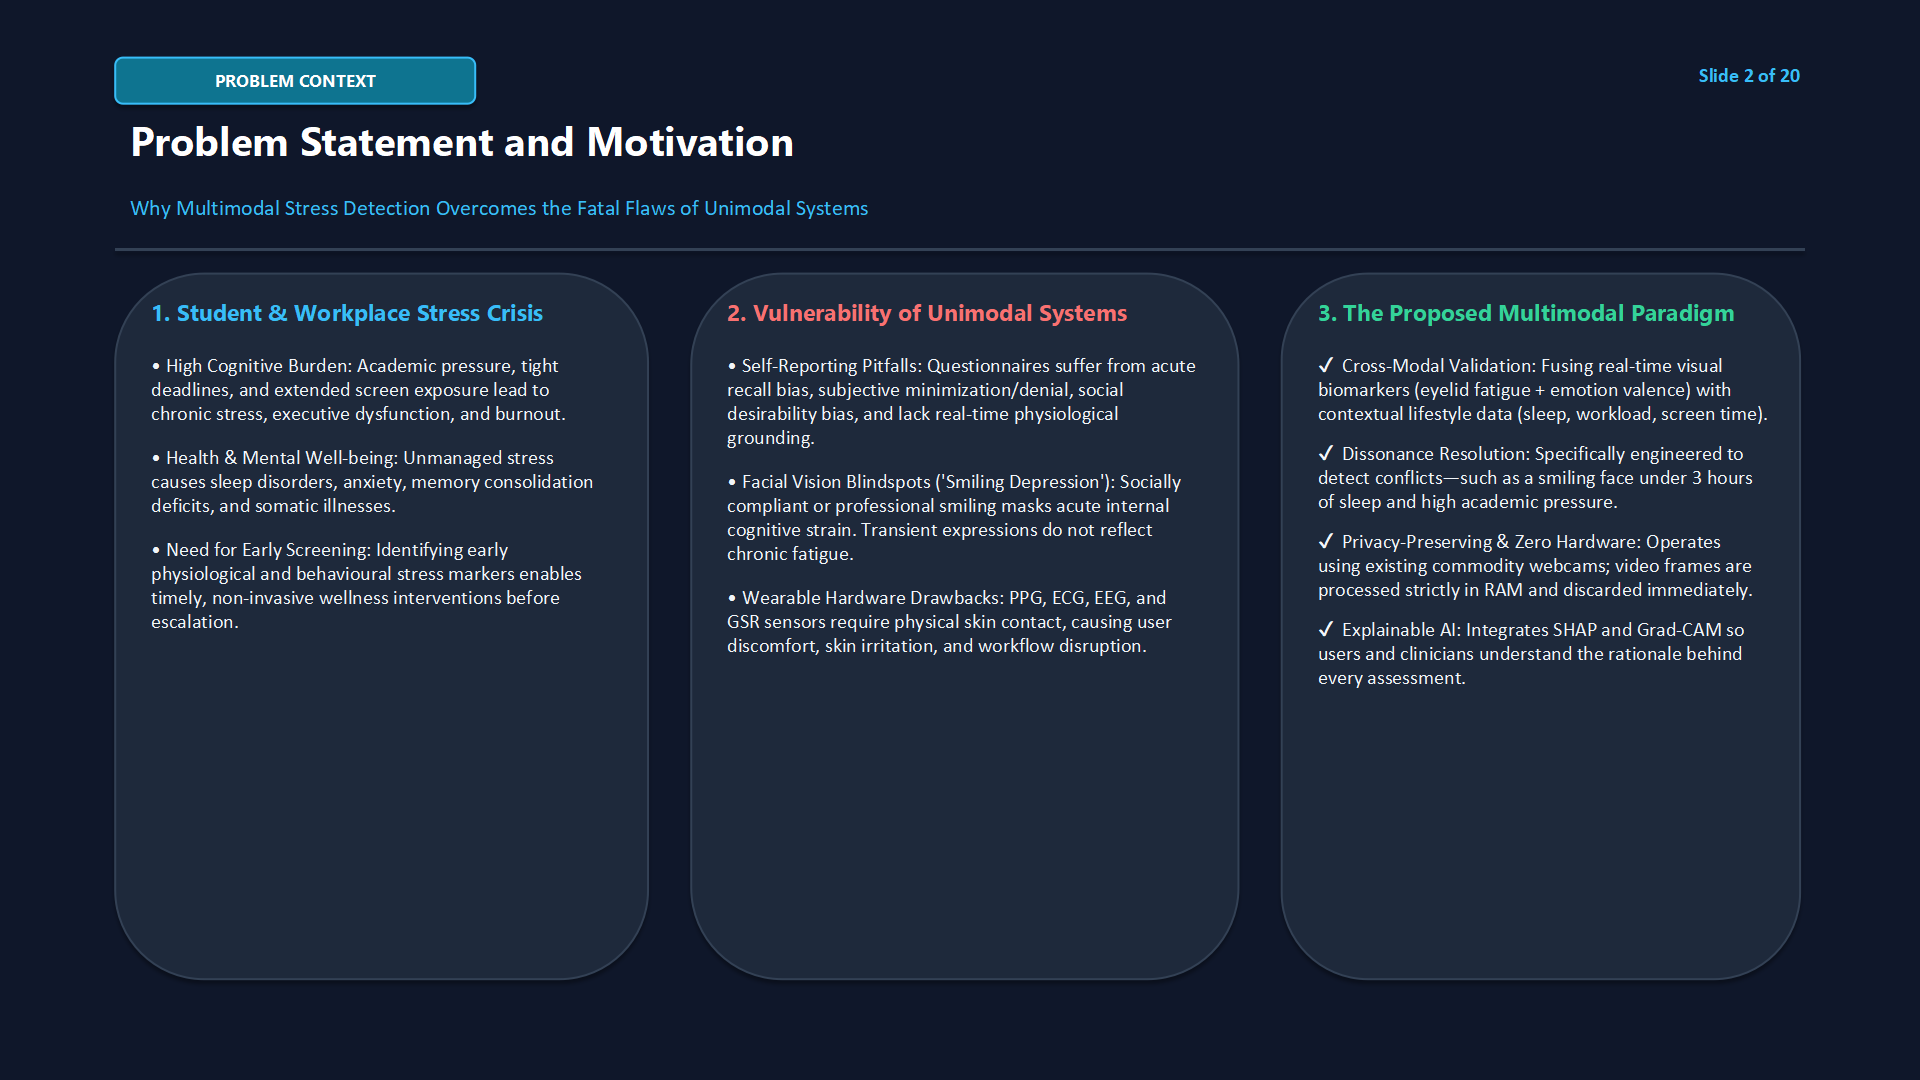 PROBLEM CONTEXT
Slide 2 of 20
Problem Statement and Motivation
Why Multimodal Stress Detection Overcomes the Fatal Flaws of Unimodal Systems
1. Student & Workplace Stress Crisis
• High Cognitive Burden: Academic pressure, tight
deadlines, and extended screen exposure lead to
chronic stress, executive dysfunction, and burnout.
• Health & Mental Well-being: Unmanaged stress
causes sleep disorders, anxiety, memory consolidation
deficits, and somatic illnesses.
• Need for Early Screening: Identifying early
physiological and behavioural stress markers enables
timely, non-invasive wellness interventions before
escalation.
2. Vulnerability of Unimodal Systems
• Self-Reporting Pitfalls: Questionnaires suffer from acute
recall bias, subjective minimization/denial, social
desirability bias, and lack real-time physiological
grounding.
• Facial Vision Blindspots ('Smiling Depression'): Socially
compliant or professional smiling masks acute internal
cognitive strain. Transient expressions do not reflect
chronic fatigue.
• Wearable Hardware Drawbacks: PPG, ECG, EEG, and
GSR sensors require physical skin contact, causing user
discomfort, skin irritation, and workflow disruption.
3. The Proposed Multimodal Paradigm
✓ Cross-Modal Validation: Fusing real-time visual
biomarkers (eyelid fatigue + emotion valence) with
contextual lifestyle data (sleep, workload, screen time).
✓ Dissonance Resolution: Specifically engineered to
detect conflicts—such as a smiling face under 3 hours
of sleep and high academic pressure.
✓ Privacy-Preserving & Zero Hardware: Operates
using existing commodity webcams; video frames are
processed strictly in RAM and discarded immediately.
✓ Explainable AI: Integrates SHAP and Grad-CAM so
users and clinicians understand the rationale behind
every assessment.